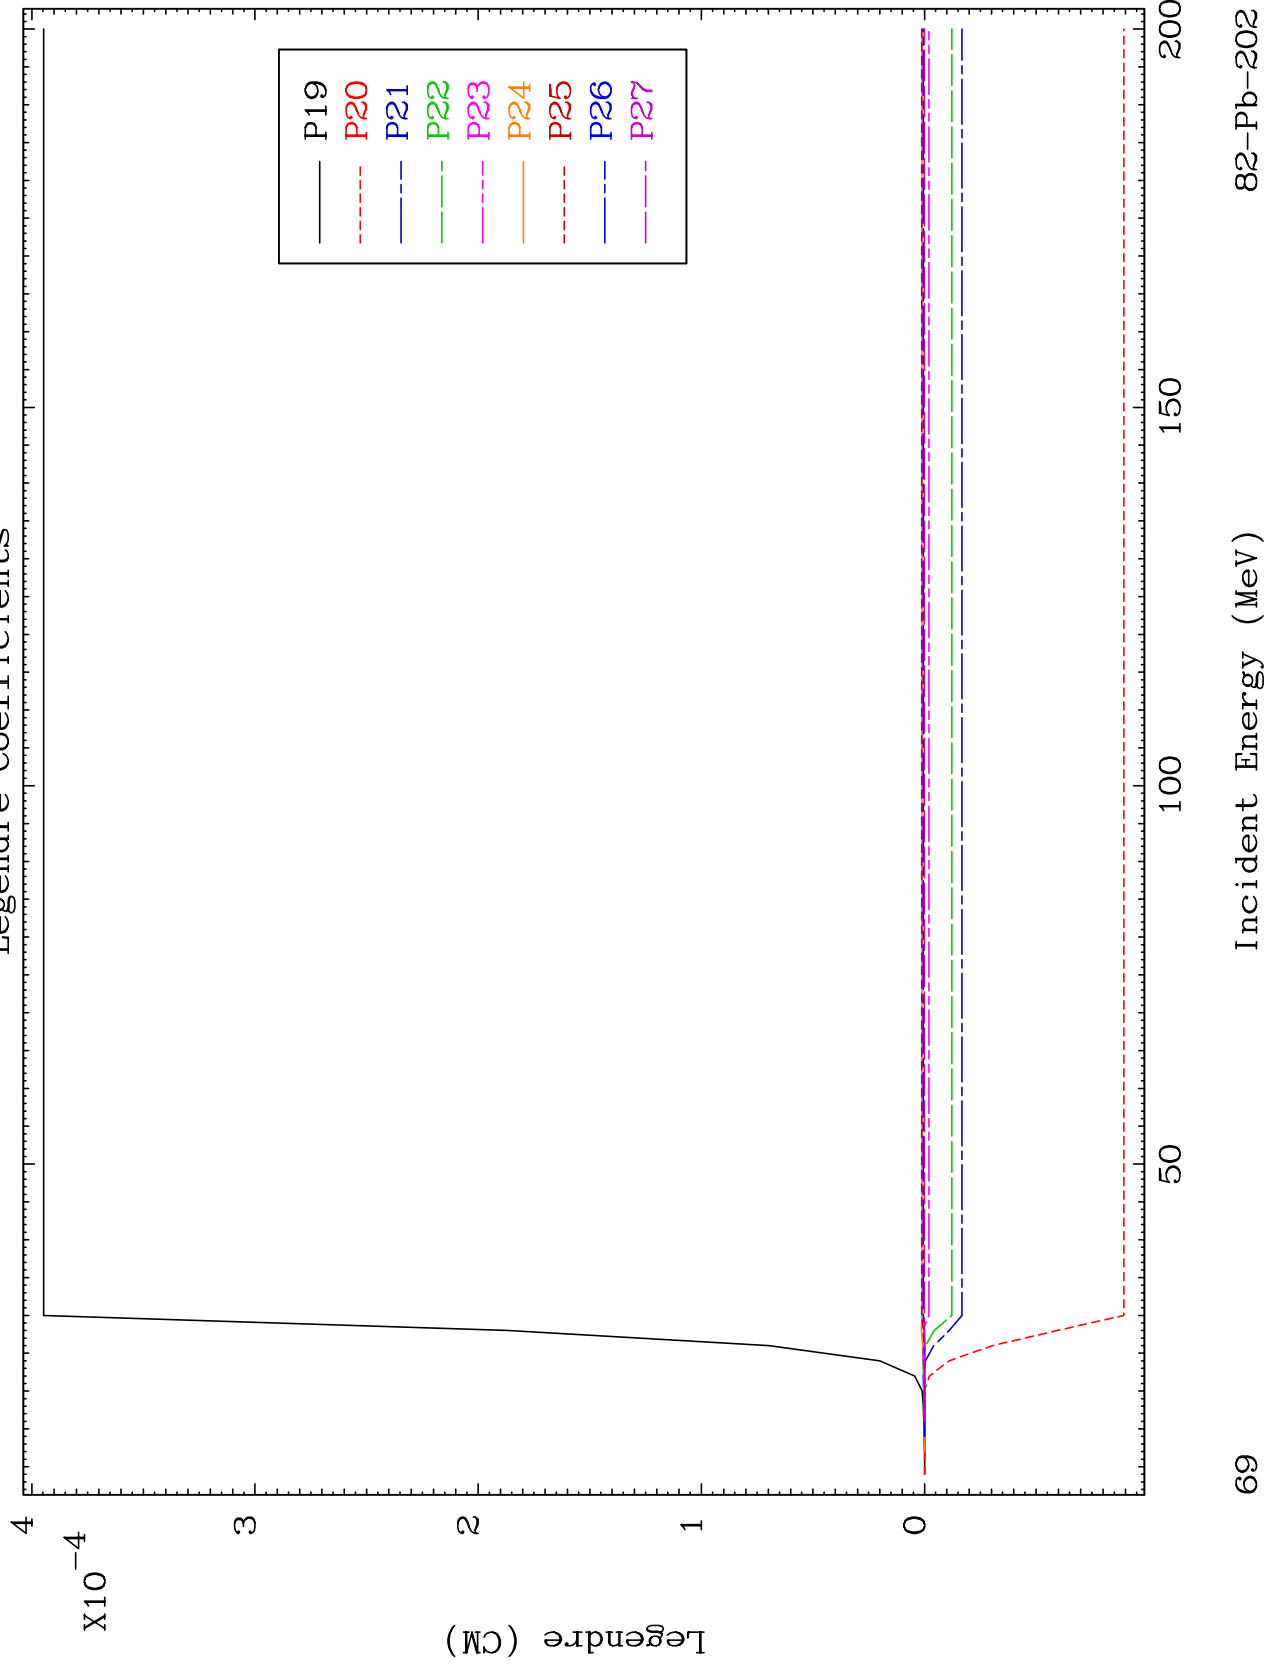 Legendre Coefficients
X10-4
4
3
2
1
0
Legendre (CM)
P19
P20
P21
P22
P23
P24
P25
P26
P27
50
100
150
200
69
Incident Energy (MeV)
82-Pb-202